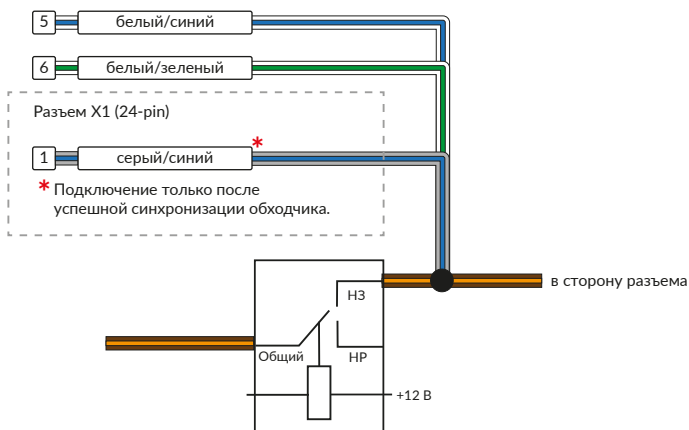 5 белый/синий
6 белый/зеленый
Разъем X1 (24-pin)
1 серый/синий *
* Подключение только после
успешной синхронизации обходчика.
в сторону разъема
НЗ
Общий НР
+12 В